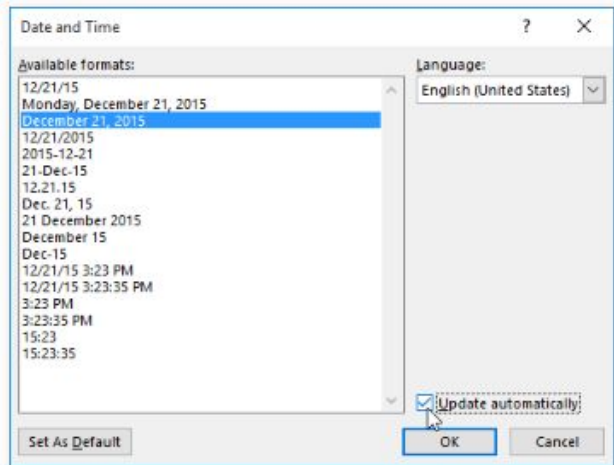 Date and Time
?
Available formats:
Language:
12/21/15
Monday, December 21, 2015
December 21, 2015
12/21/2015
2015-12-21
21-Dec-15
12.21.15
Dec. 21, 15
21 December 2015
December 15
Dec-15
12/21/15 3:23 PM
12/21/15 3:23:35 PM
3:23 PM
3:23:35 PM
15:23
15:23:35
English (United States)
Update automatically
Set As Default
OK
Cancel